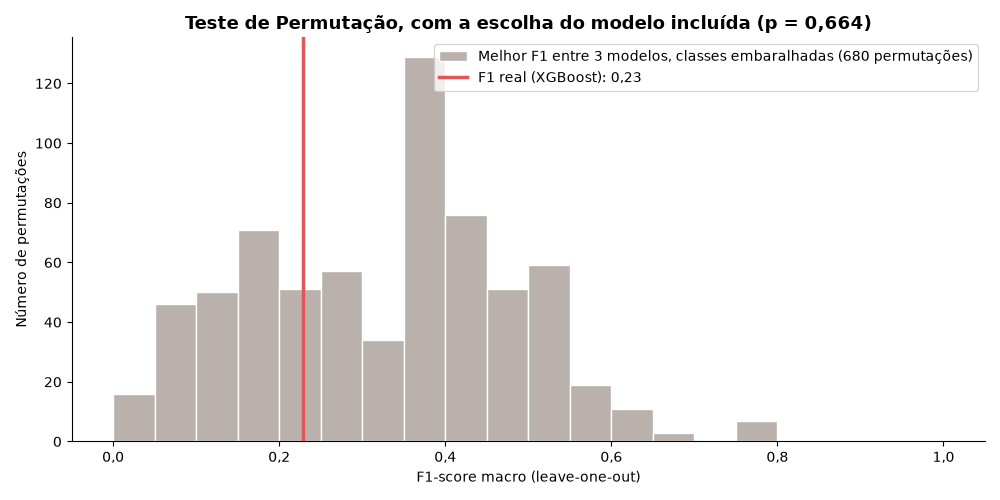 Teste de Permutação, com a escolha do modelo incluída (p = 0,664)
Melhor F1 entre 3 modelos, classes embaralhadas (680 permutações)
F1 real (XGBoost): 0,23
Número de permutações
120
100
80
60
40
20
0
0,0
0,2
0,4
0,6
0,8
1,0
F1-score macro (leave-one-out)